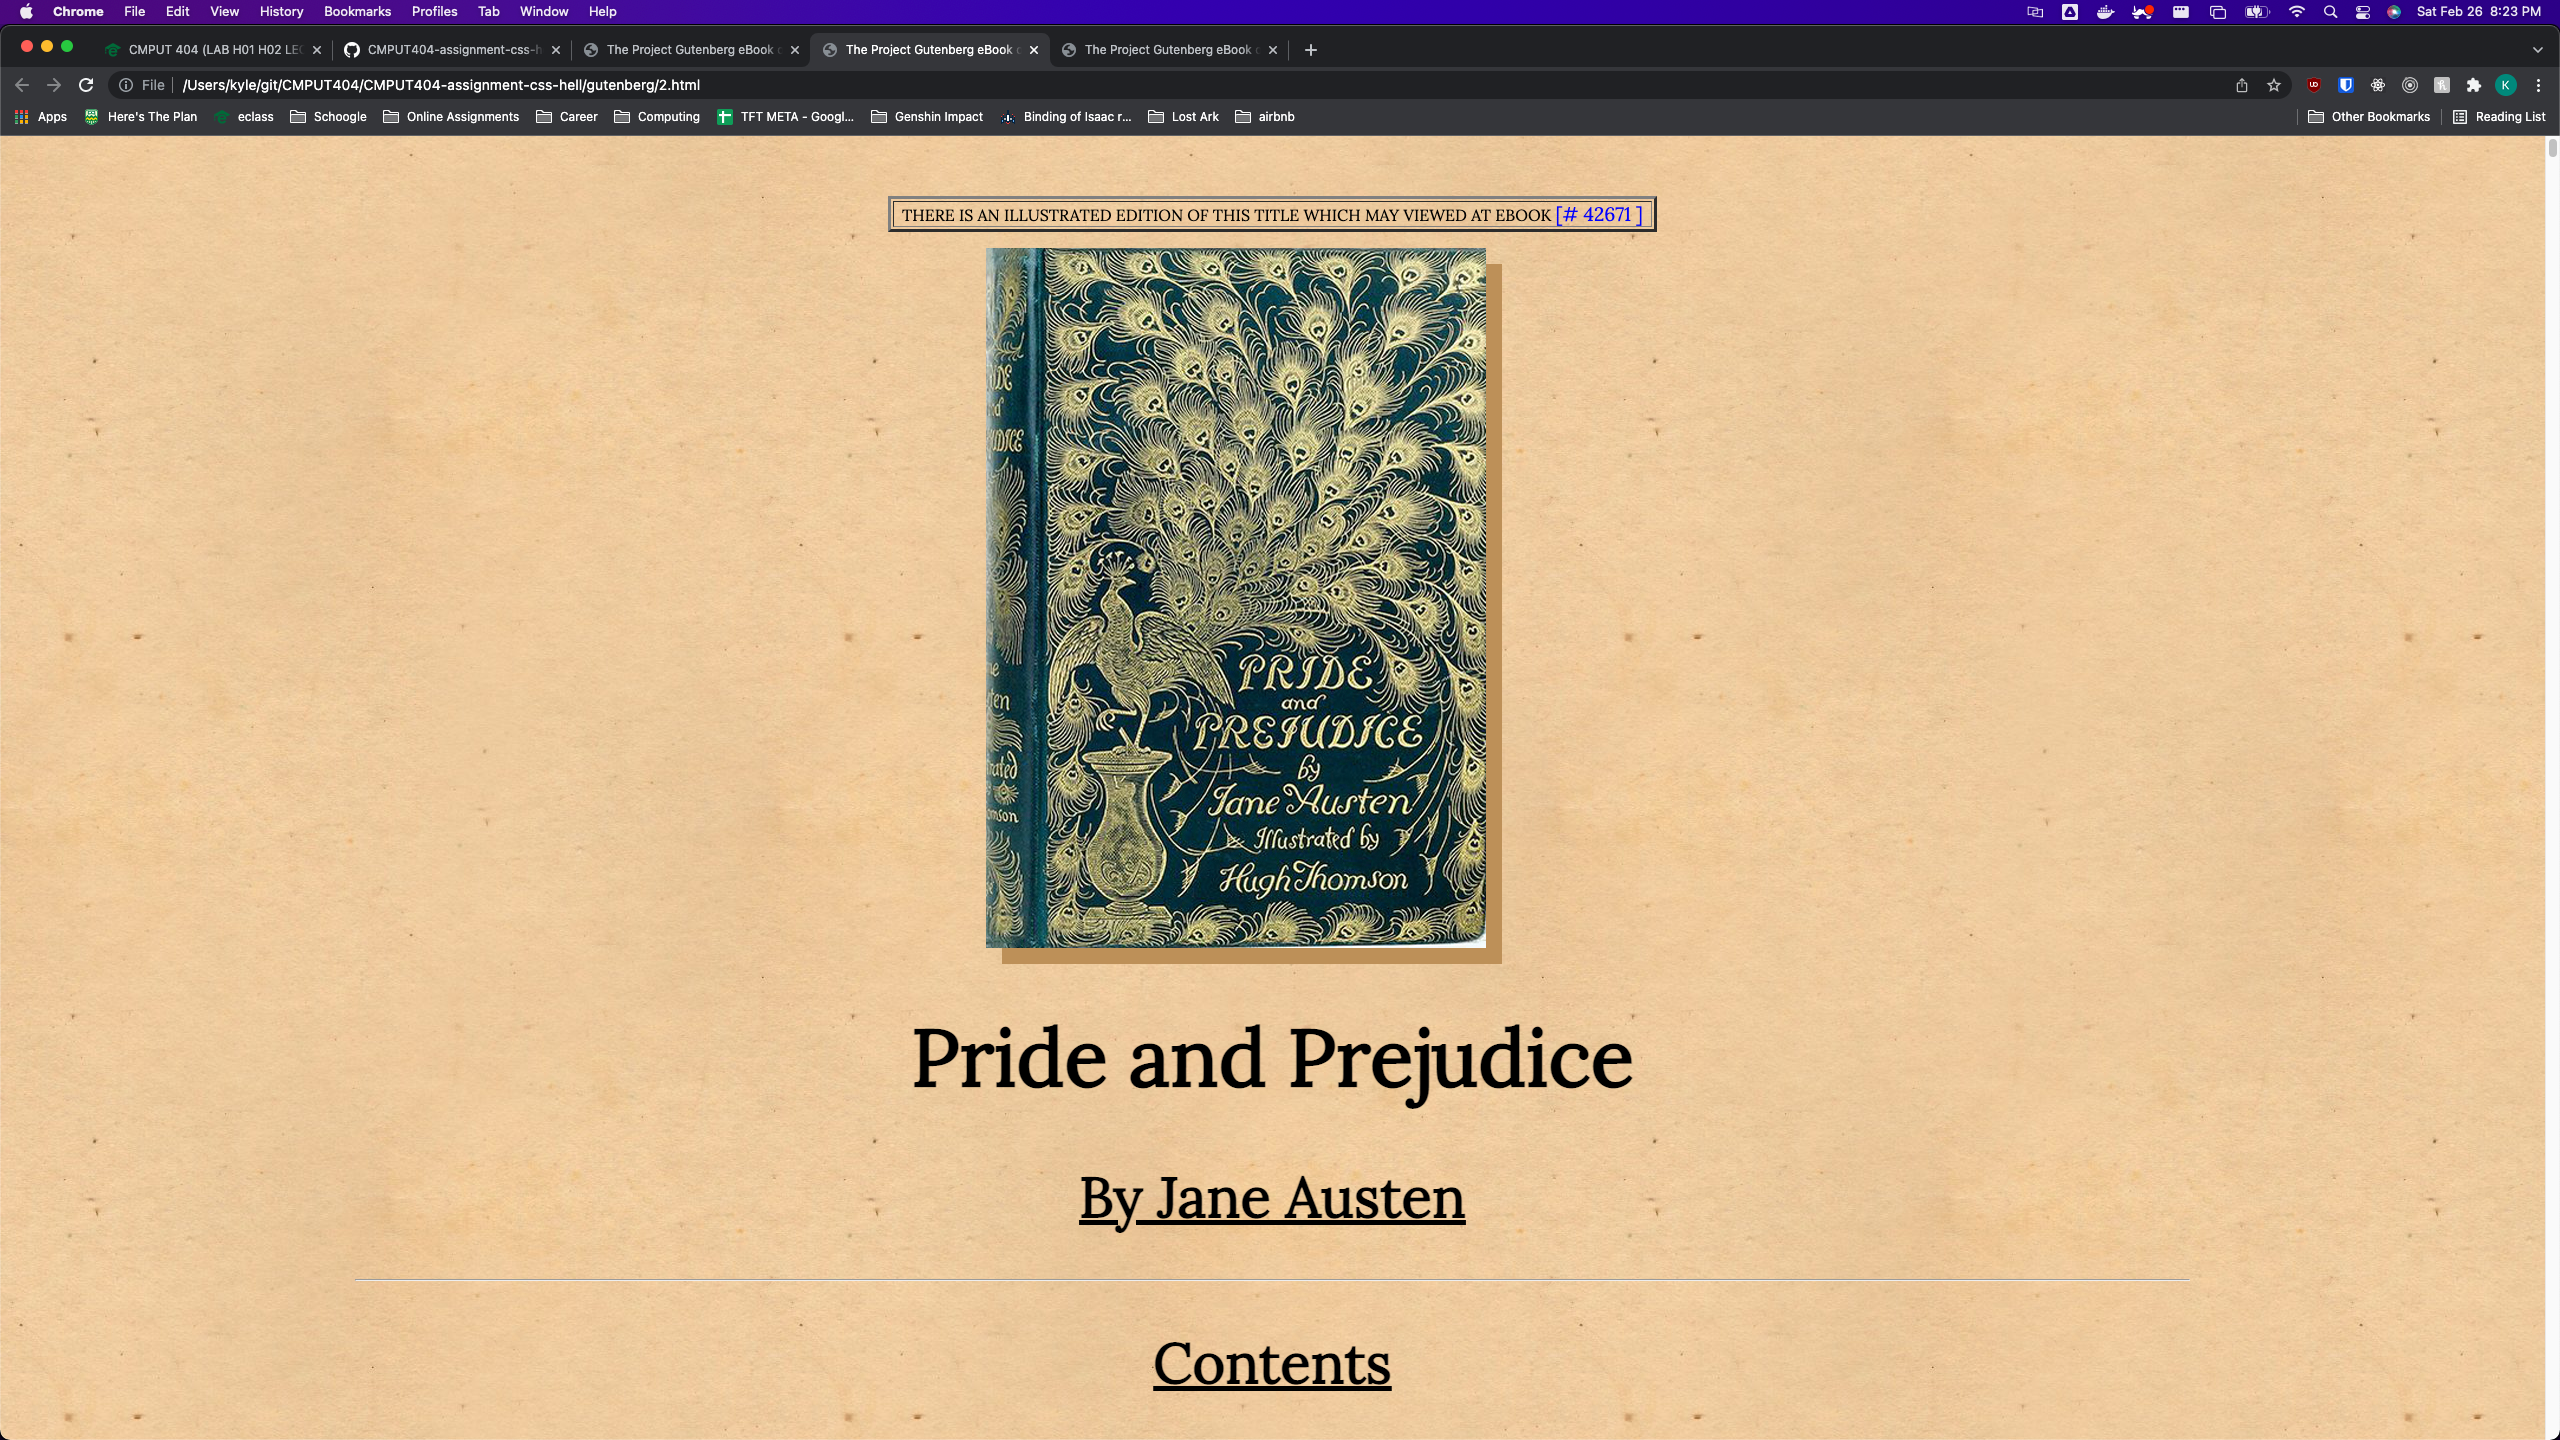 Chrome File Edit View History Bookmarks Profiles Tab Window Help Sat Feb 26 8:23 PM
CMPUT 404 (LAB H01 H02 LEC CMPUT404-assignment-css-h The Project Gutenberg eBook o The Project Gutenberg eBook o The Project Gutenberg eBook o
File /Users/kyle/git/CMPUT404/CMPUT404-assignment-css-hell/gutenberg/2.html K
Apps Here's The Plan eclass Schoogle Online Assignments Career Computing TFT META - Googl... Genshin Impact Binding of Isaac r... Lost Ark airbnb Other Bookmarks Reading List
THERE IS AN ILLUSTRATED EDITION OF THIS TITLE WHICH MAY VIEWED AT EBOOK [# 42671 ]
PRIDE
and
PREJUDICE
by
Jane Austen
Illustrated by
Hugh Thomson
Pride and Prejudice
By Jane Austen
Contents